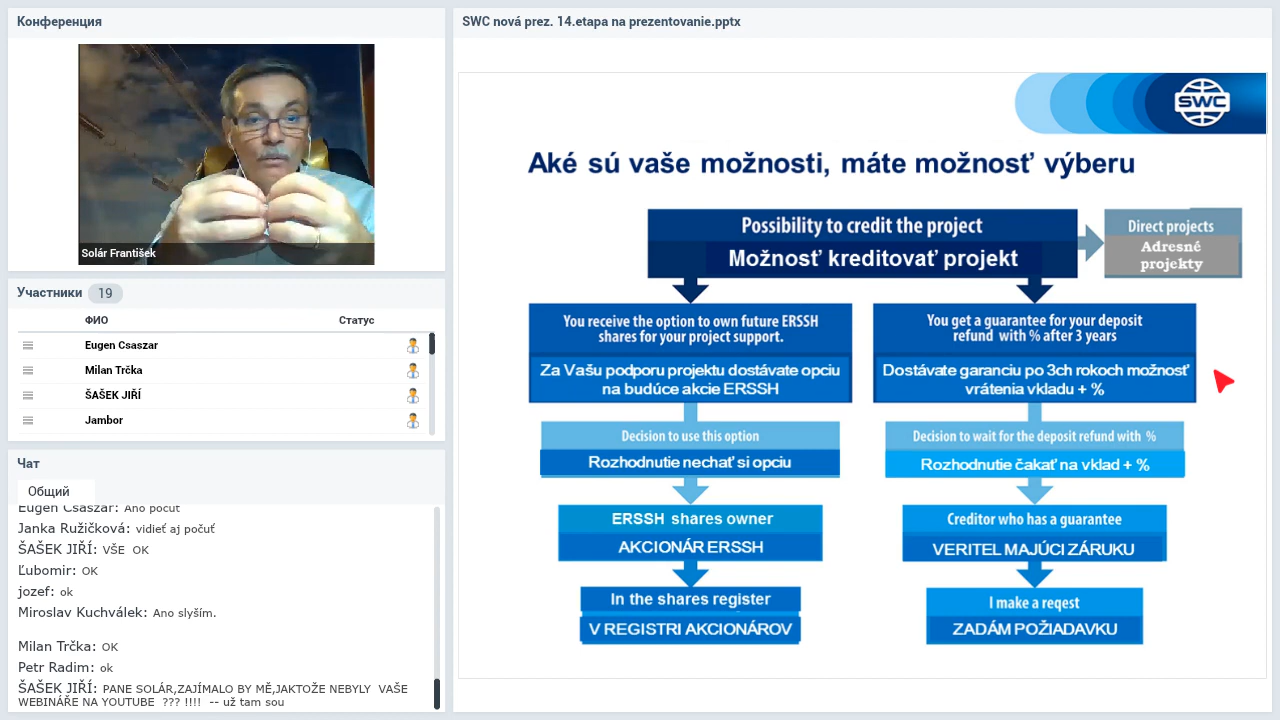 Конференция
Solár František
Участники 19
ФИО Статус
Eugen Csaszar
Milan Trčka
ŠAŠEK JIŘÍ
Jambor
Чат
Общий
Eugen Csaszar: Ano počuť
Janka Ružičková: vidieť aj počuť
ŠAŠEK JIŘÍ: VŠE OK
Ľubomir: OK
jozef: ok
Miroslav Kuchválek: Ano slyším.
Milan Trčka: OK
Petr Radim: ok
ŠAŠEK JIŘÍ: PANE SOLÁR,ZAJÍMALO BY MĚ,JAKTOŽE NEBYLY VAŠE
WEBINÁŘE NA YOUTUBE ??? !!!! -- už tam sou
SWC nová prez. 14.etapa na prezentovanie.pptx
SWC
Aké sú vaše možnosti, máte možnosť výberu
Possibility to credit the project
Možnosť kreditovať projekt
Direct projects
Adresné
projekty
You receive the option to own future ERSSH
shares for your project support.
Za Vašu podporu projektu dostávate opciu
na budúce akcie ERSSH
Decision to use this option
Rozhodnutie nechať si opciu
ERSSH shares owner
AKCIONÁR ERSSH
In the shares register
V REGISTRI AKCIONÁROV
You get a guarantee for your deposit
refund with % after 3 years
Dostávate garanciu po 3ch rokoch možnosť
vrátenia vkladu + %
Decision to wait for the deposit refund with %
Rozhodnutie čakať na vklad + %
Creditor who has a guarantee
VERITEL MAJÚCI ZÁRUKU
I make a reqest
ZADÁM POŽIADAVKU